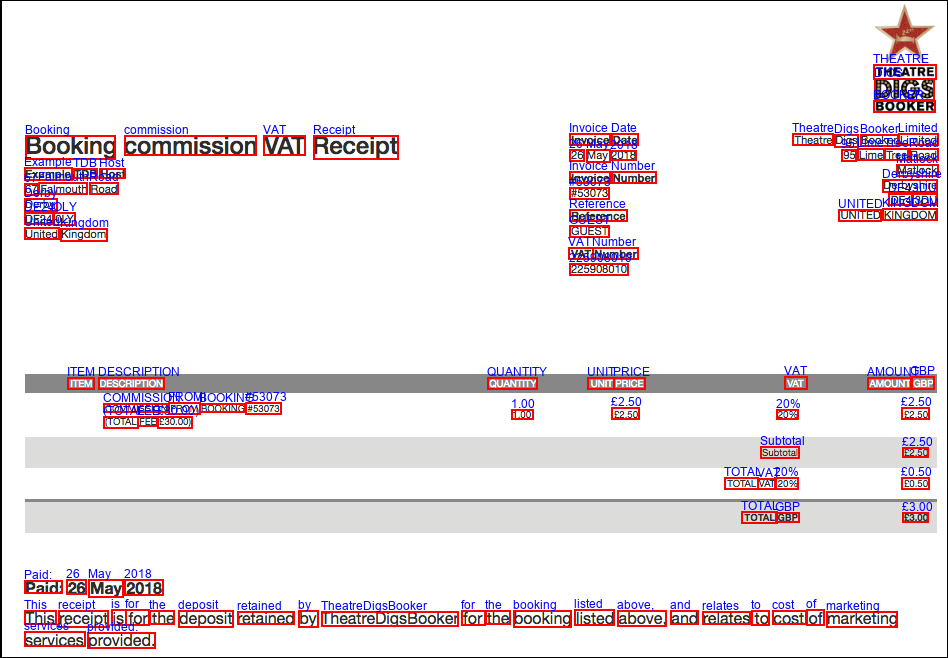 THEATRE
DIGS
BOOKER
Booking commission VAT Receipt
Example TDB Host
67 Falmouth Road
Derby
DE24 0LY
United Kingdom
Invoice Date
26 May 2018
Invoice Number
#53073
Reference
GUEST
VAT Number
225908010
Theatre Digs Booker Limited
95 Lime Tree Road
Matlock
Derbyshire
DE4 3DL
UNITED KINGDOM
ITEM DESCRIPTION QUANTITY UNIT PRICE VAT AMOUNT GBP
COMMISSION FROM BOOKING #53073 1.00 £2.50 20% £2.50
(TOTAL FEE £30.00)
Subtotal £2.50
TOTAL VAT 20% £0.50
TOTAL GBP £3.00
Paid: 26 May 2018
This receipt is for the deposit retained by TheatreDigsBooker for the booking listed above, and relates to cost of marketing
services provided.